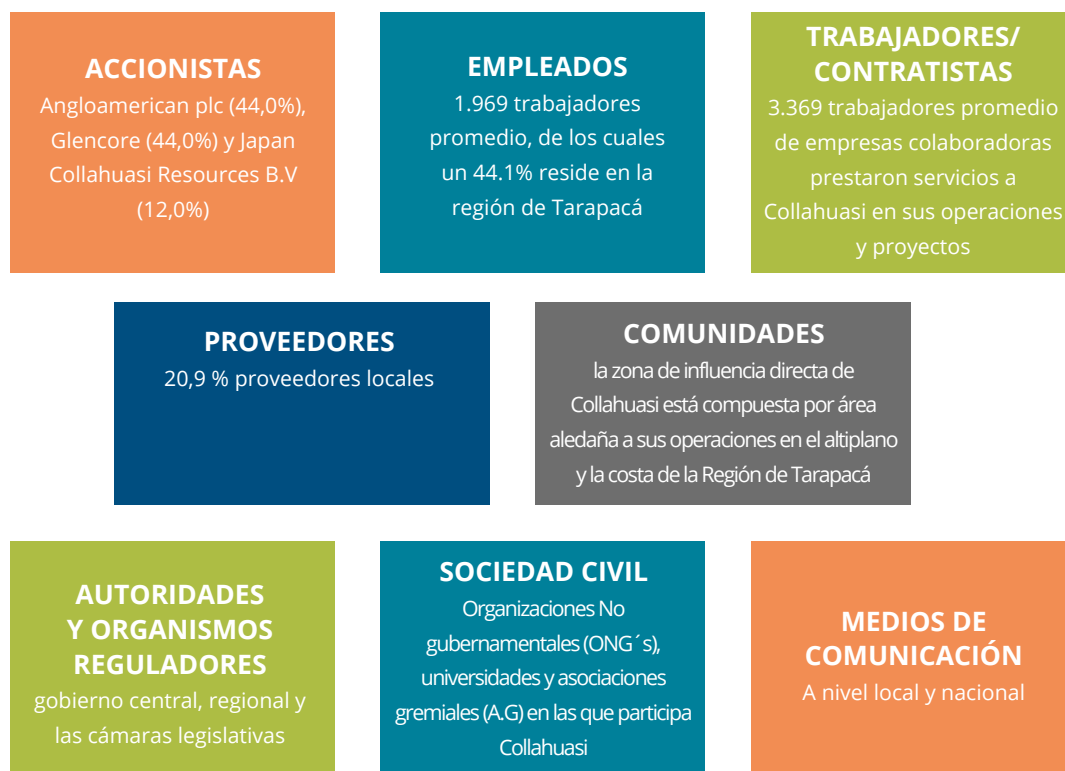 ACCIONISTAS
Angloamerican plc (44,0%),
Glencore (44,0%) y Japan
Collahuasi Resources B.V
(12,0%)
EMPLEADOS
1.969 trabajadores
promedio, de los cuales
un 44.1% reside en la
región de Tarapacá
TRABAJADORES/
CONTRATISTAS
3.369 trabajadores promedio
de empresas colaboradoras
prestaron servicios a
Collahuasi en sus operaciones
y proyectos
PROVEEDORES
20,9 % proveedores locales
COMUNIDADES
la zona de influencia directa de
Collahuasi está compuesta por área
aledaña a sus operaciones en el altiplano
y la costa de la Región de Tarapacá
AUTORIDADES
Y ORGANISMOS
REGULADORES
gobierno central, regional y
las cámaras legislativas
SOCIEDAD CIVIL
Organizaciones No
gubernamentales (ONG´s),
universidades y asociaciones
gremiales (A.G) en las que participa
Collahuasi
MEDIOS DE
COMUNICACIÓN
A nivel local y nacional